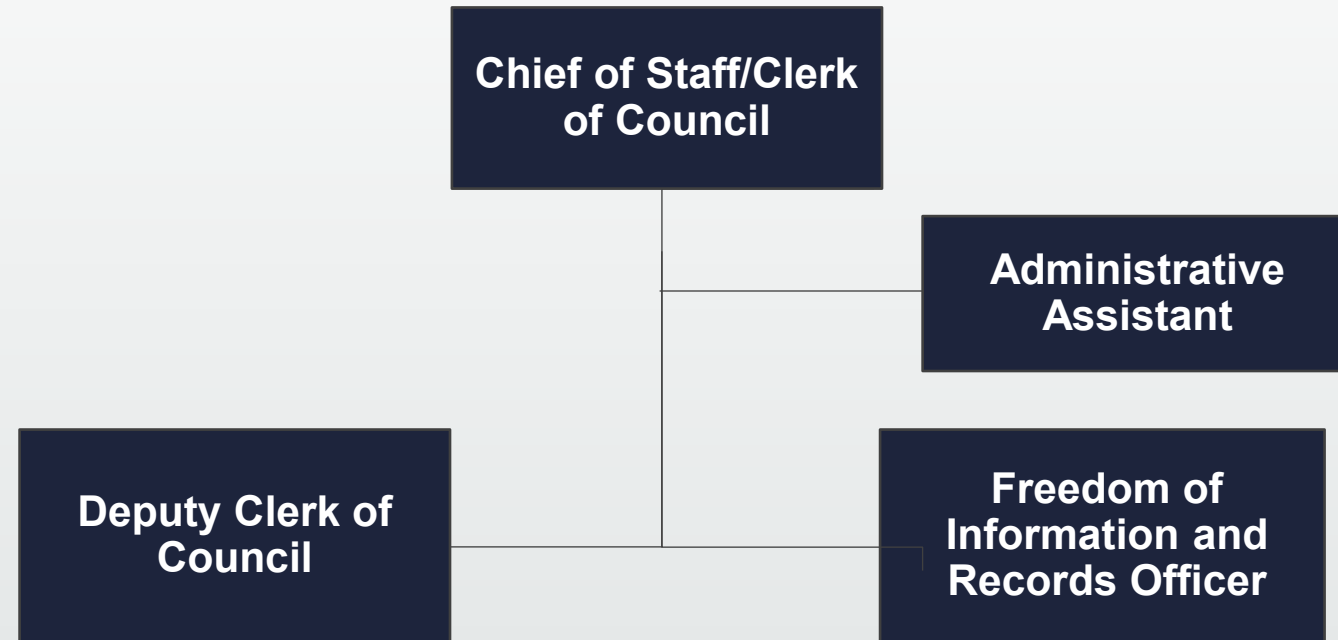 Chief of Staff/Clerk
of Council
Administrative
Assistant
Deputy Clerk of
Council
Freedom of
Information and
Records Officer